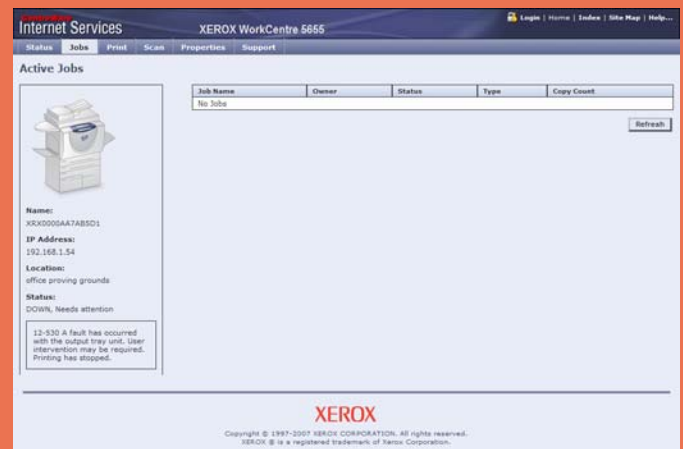 CentreWare
Internet Services
XEROX WorkCentre 5655
Login | Home | Index | Site Map | Help...
Status Jobs Print Scan Properties Support
Active Jobs
Job Name Owner Status Type Copy Count
No Jobs
Refresh
Name:
XRX0000AA7AB5D1
IP Address:
192.168.1.54
Location:
office proving grounds
Status:
DOWN, Needs attention
12-530 A fault has occurred
with the output tray unit. User
intervention may be required.
Printing has stopped.
XEROX
Copyright © 1997-2007 XEROX CORPORATION. All rights reserved.
XEROX ® is a registered trademark of Xerox Corporation.